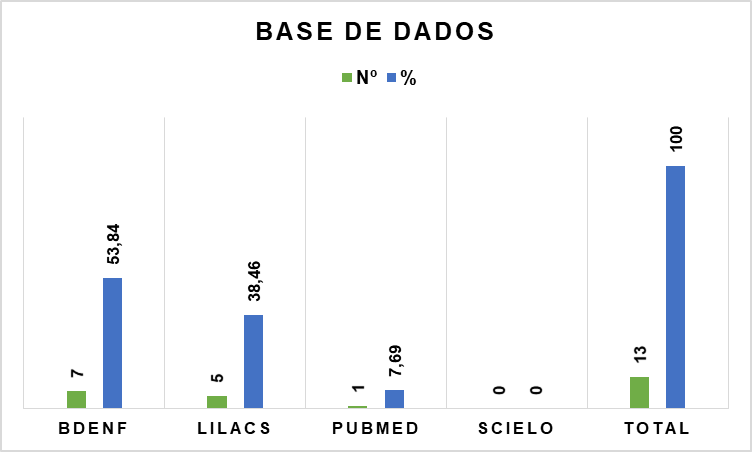 BASE DE DADOS
Nº %
7 53,84 5 38,46 1 7,69 0 0 13 100
BDENF LILACS PUBMED SCIELO TOTAL